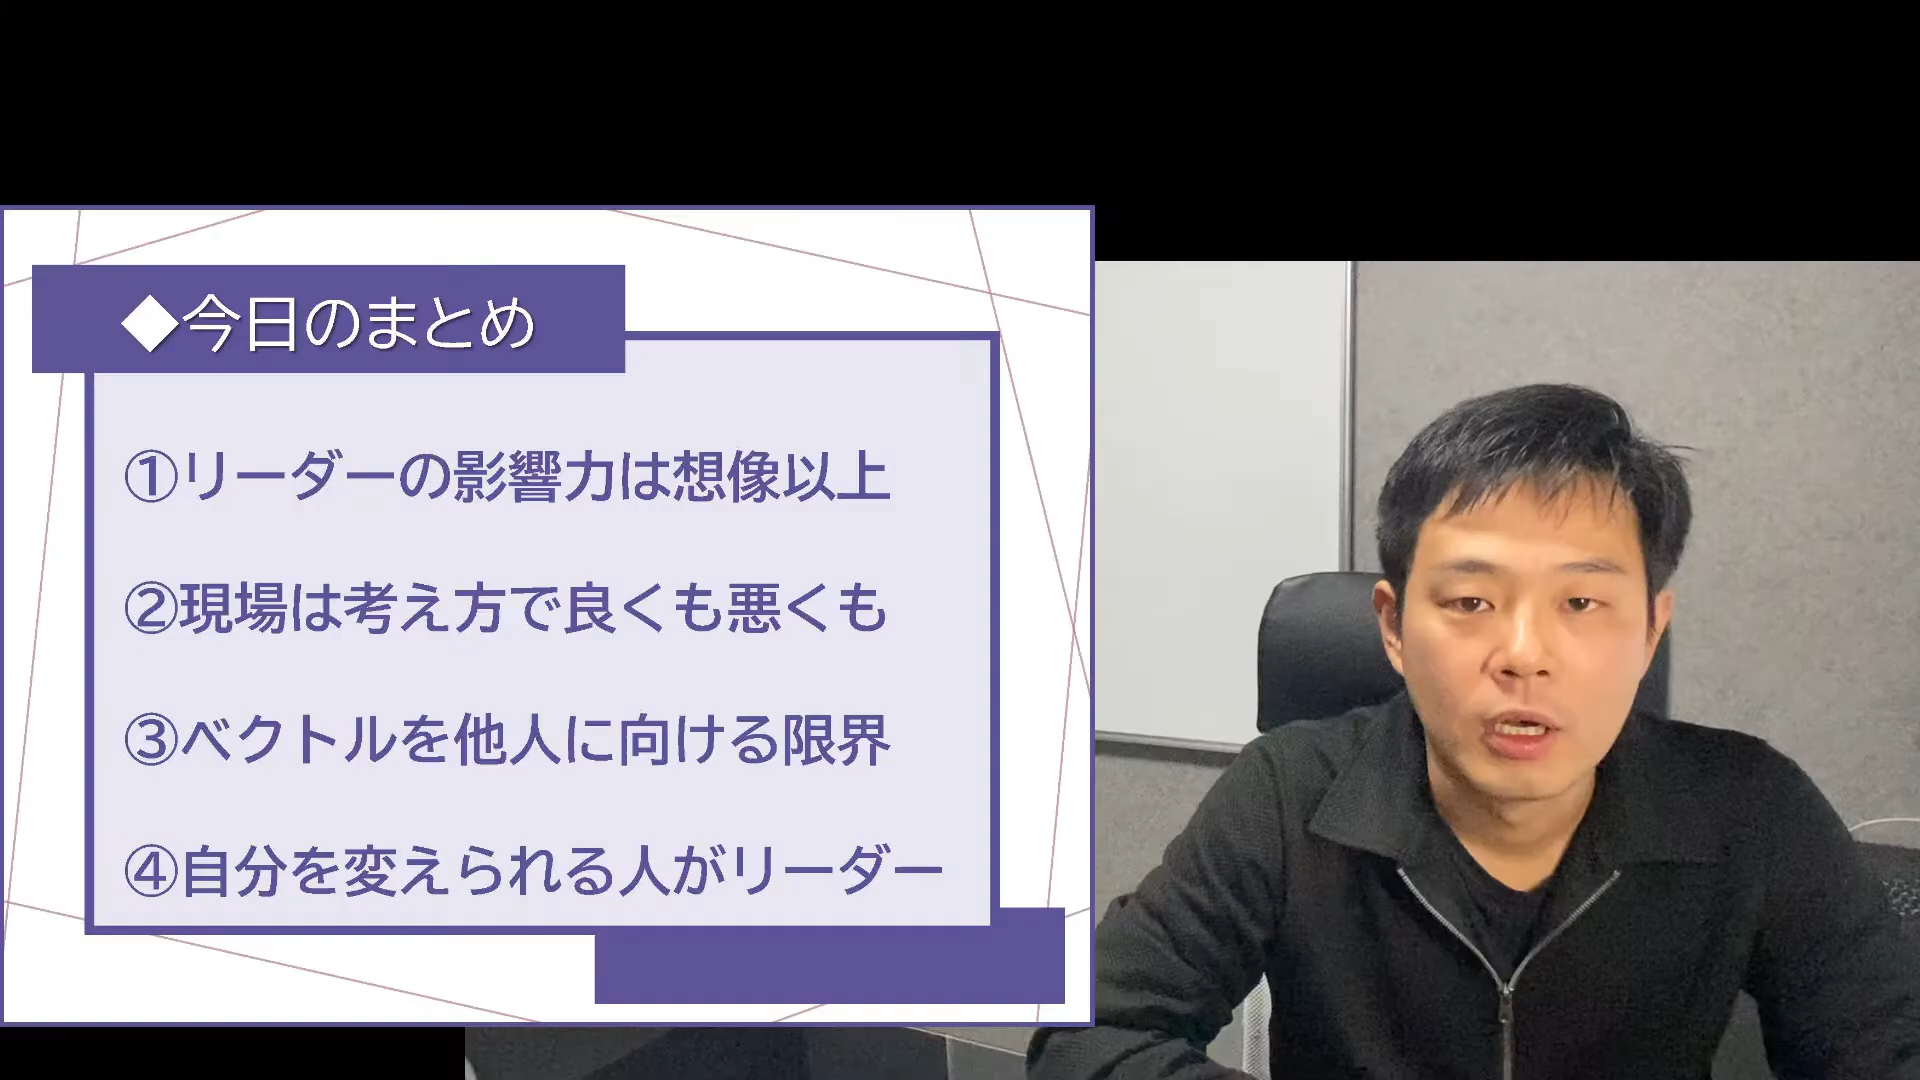 ◆今日のまとめ
①リーダーの影響力は想像以上
②現場は考え方で良くも悪くも
③ベクトルを他人に向ける限界
④自分を変えられる人がリーダー